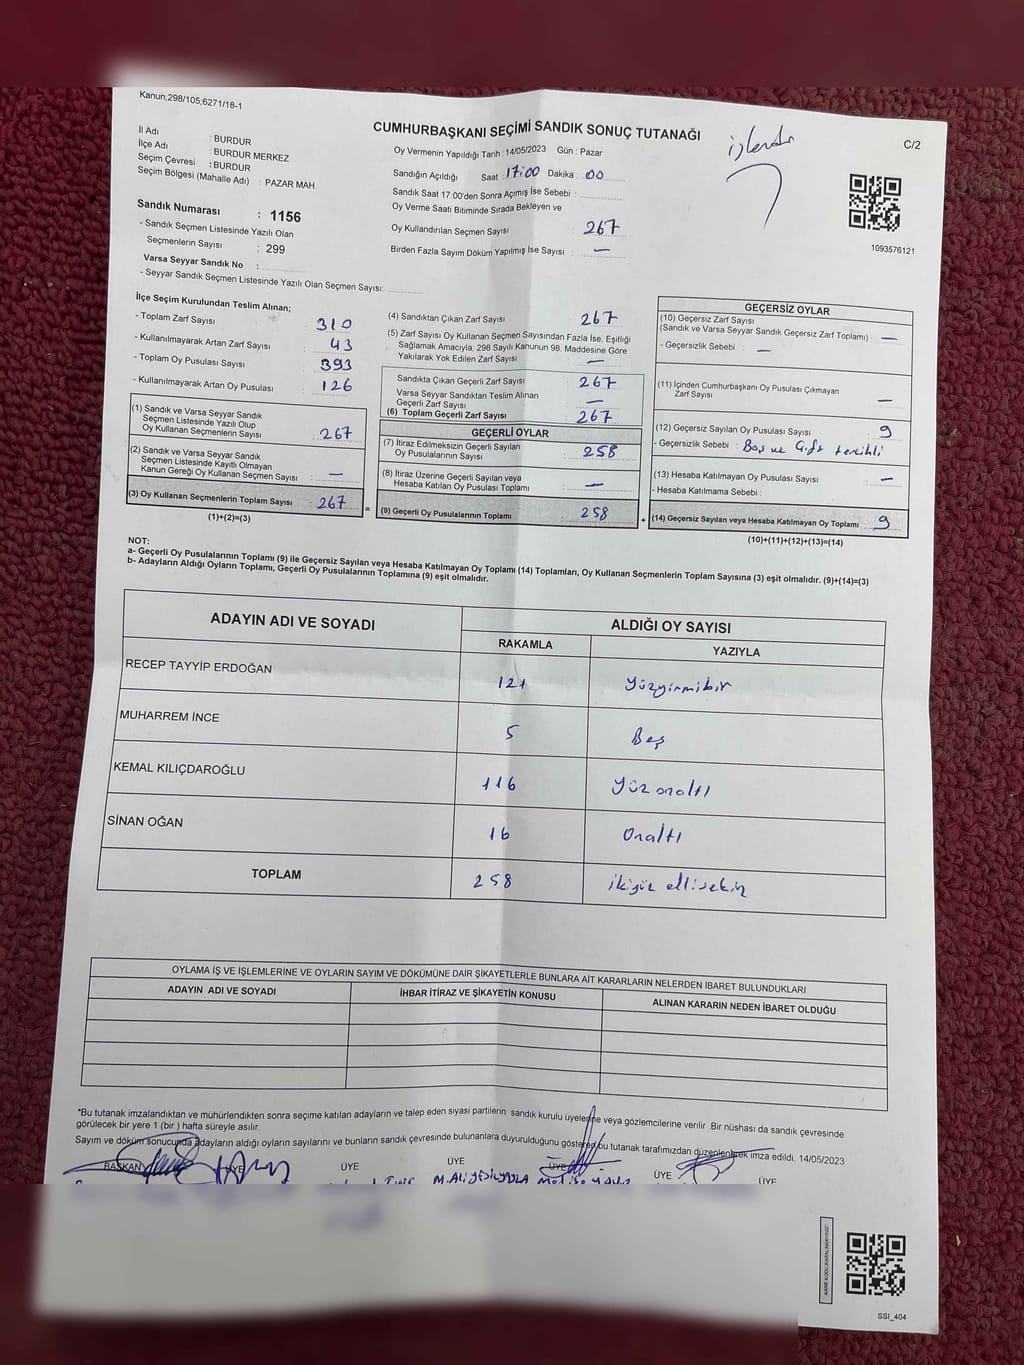 Kanun;298/105;6271/18-1
CUMHURBAŞKANI SEÇİMİ SANDIK SONUÇ TUTANAĞI
işlendi
C/2
İl Adı : BURDUR
İlçe Adı : BURDUR MERKEZ
Seçim Çevresi : BURDUR
Seçim Bölgesi (Mahalle Adı) : PAZAR MAH
Oy Vermenin Yapıldığı Tarih : 14/05/2023 Gün : Pazar
Sandığın Açıldığı Saat : 17:00 Dakika : 00
Sandık Saat 17:00'den Sonra Açımış İse Sebebi :
Oy Verme Saati Bitiminde Sırada Bekleyen ve
Oy Kullandırılan Seçmen Sayısı : 267
Birden Fazla Sayım Döküm Yapılmış İse Sayısı : —
1093576121
Sandık Numarası : 1156
- Sandık Seçmen Listesinde Yazılı Olan
Seçmenlerin Sayısı : 299
Varsa Seyyar Sandık No :
- Seyyar Sandık Seçmen Listesinde Yazılı Olan Seçmen Sayısı:
İlçe Seçim Kurulundan Teslim Alınan;
- Toplam Zarf Sayısı 310
- Kullanılmayarak Artan Zarf Sayısı 43
- Toplam Oy Pusulası Sayısı 393
- Kullanılmayarak Artan Oy Pusulası 126
(1) Sandık ve Varsa Seyyar Sandık
Seçmen Listesinde Yazılı Olup
Oy Kullanan Seçmenlerin Sayısı : 267
(2) Sandık ve Varsa Seyyar Sandık
Seçmen Listesinde Kayıtlı Olmayan
Kanun Gereği Oy Kullanan Seçmen Sayısı : —
(3) Oy Kullanan Seçmenlerin Toplam Sayısı 267
(1)+(2)=(3)
(4) Sandıktan Çıkan Zarf Sayısı 267
(5) Zarf Sayısı Oy Kullanan Seçmen Sayısından Fazla İse, Eşitliği
Sağlamak Amacıyla; 298 Sayılı Kanunun 98. Maddesine Göre
Yakılarak Yok Edilen Zarf Sayısı —
Sandıkta Çıkan Geçerli Zarf Sayısı 267
Varsa Seyyar Sandıktan Teslim Alınan
Geçerli Zarf Sayısı —
(6) Toplam Geçerli Zarf Sayısı 267
GEÇERLİ OYLAR
(7) İtiraz Edilmeksizin Geçerli Sayılan
Oy Pusulalarının Sayısı 258
(8) İtiraz Üzerine Geçerli Sayılan veya
Hesaba Katılan Oy Pusulası Toplamı —
= (9) Geçerli Oy Pusulalarının Toplamı 258
GEÇERSİZ OYLAR
(10) Geçersiz Zarf Sayısı
(Sandık ve Varsa Seyyar Sandık Geçersiz Zarf Toplamı) —
- Geçersizlik Sebebi : —
(11) İçinden Cumhurbaşkanı Oy Pusulası Çıkmayan
Zarf Sayısı —
(12) Geçersiz Sayılan Oy Pusulası Sayısı 9
- Geçersizlik Sebebi : Boş ve Çift tercihli
(13) Hesaba Katılmayan Oy Pusulası Sayısı —
- Hesaba Katılmama Sebebi :
+ (14) Geçersiz Sayılan veya Hesaba Katılmayan Oy Toplamı 9
(10)+(11)+(12)+(13)=(14)
NOT:
a- Geçerli Oy Pusulalarının Toplamı (9) ile Geçersiz Sayılan veya Hesaba Katılmayan Oy Toplamı (14) Toplamları, Oy Kullanan Seçmenlerin Toplam Sayısına (3) eşit olmalıdır. (9)+(14)=(3)
b- Adayların Aldığı Oyların Toplamı, Geçerli Oy Pusulalarının Toplamına (9) eşit olmalıdır.
ADAYIN ADI VE SOYADI ALDIĞI OY SAYISI
RAKAMLA YAZIYLA
RECEP TAYYİP ERDOĞAN 121 Yüzyirmibir
MUHARREM İNCE 5 Beş
KEMAL KILIÇDAROĞLU 116 Yüz onaltı
SİNAN OĞAN 16 Onaltı
TOPLAM 258 ikiyüz ellisekiz
OYLAMA İŞ VE İŞLEMLERİNE VE OYLARIN SAYIM VE DÖKÜMÜNE DAİR ŞİKAYETLERLE BUNLARA AİT KARARLARIN NELERDEN İBARET BULUNDUKLARI
ADAYIN ADI VE SOYADI İHBAR İTİRAZ VE ŞİKAYETİN KONUSU ALINAN KARARIN NEDEN İBARET OLDUĞU
*Bu tutanak imzalandıktan ve mühürlendikten sonra seçime katılan adayların ve talep eden siyasi partilerin sandık kurulu üyelerine veya gözlemcilerine verilir. Bir nüshası da sandık çevresinde
görülecek bir yere 1 (bir) hafta süreyle asılır.
Sayım ve döküm sonucunda adayların aldığı oyların sayılarını ve bunların sandık çevresinde bulunanlara duyurulduğunu gösteren bu tutanak tarafımızdan düzenlenerek imza edildi. 14/05/2023
BAŞKAN ÜYE ÜYE ÜYE ÜYE ÜYE ÜYE
SSI_404